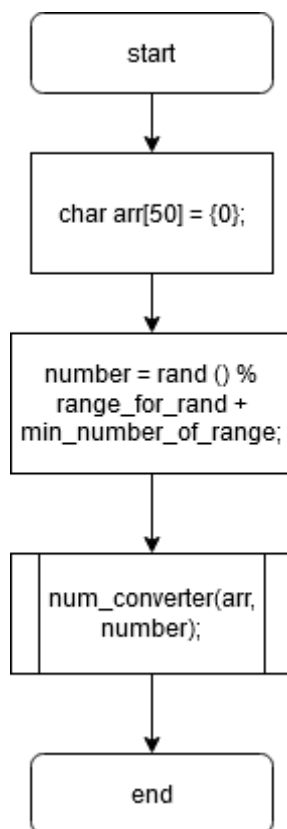 start
char arr[50] = {0};
number = rand () %
range_for_rand +
min_number_of_range;
num_converter(arr,
number);
end